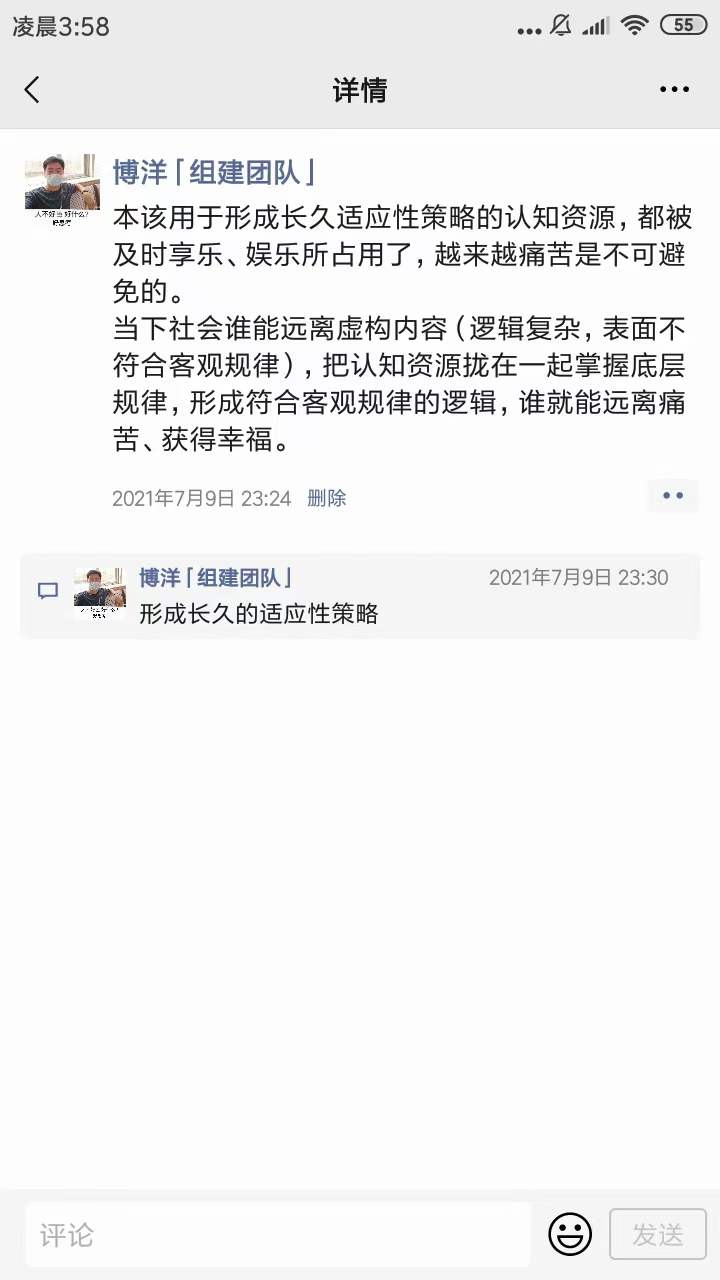 凌晨3:58
55
详情
博洋「组建团队」
本该用于形成长久适应性策略的认知资源，都被
及时享乐、娱乐所占用了，越来越痛苦是不可避
免的。
当下社会谁能远离虚构内容（逻辑复杂，表面不
符合客观规律），把认知资源拢在一起掌握底层
规律，形成符合客观规律的逻辑，谁就能远离痛
苦、获得幸福。
2021年7月9日 23:24 删除
博洋「组建团队」 2021年7月9日 23:30
形成长久的适应性策略
评论
发送